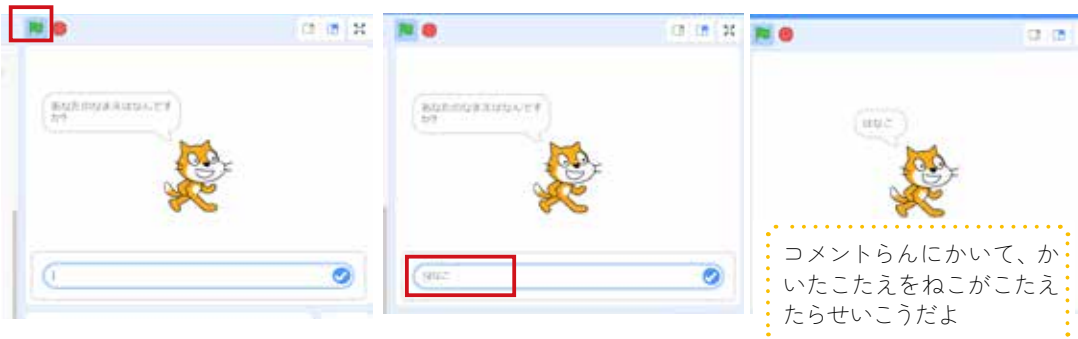 あなたのなまえはなんです
か?
あなたのなまえはなんです
か?
はなこ
はなこ
コメントらんにかいて、か
いたこたえをねこがこたえ
たらせいこうだよ